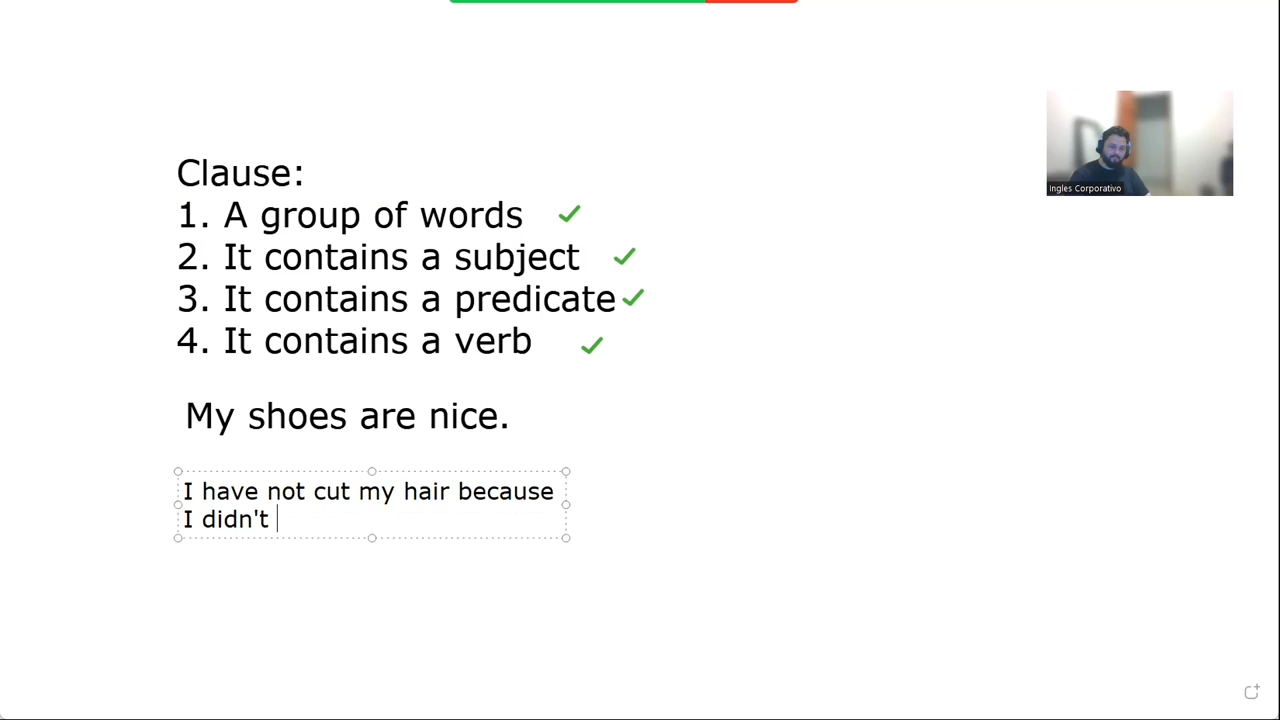 Clause:
1. A group of words
2. It contains a subject
3. It contains a predicate
4. It contains a verb
My shoes are nice.
I have not cut my hair because
I didn't
Ingles Corporativo